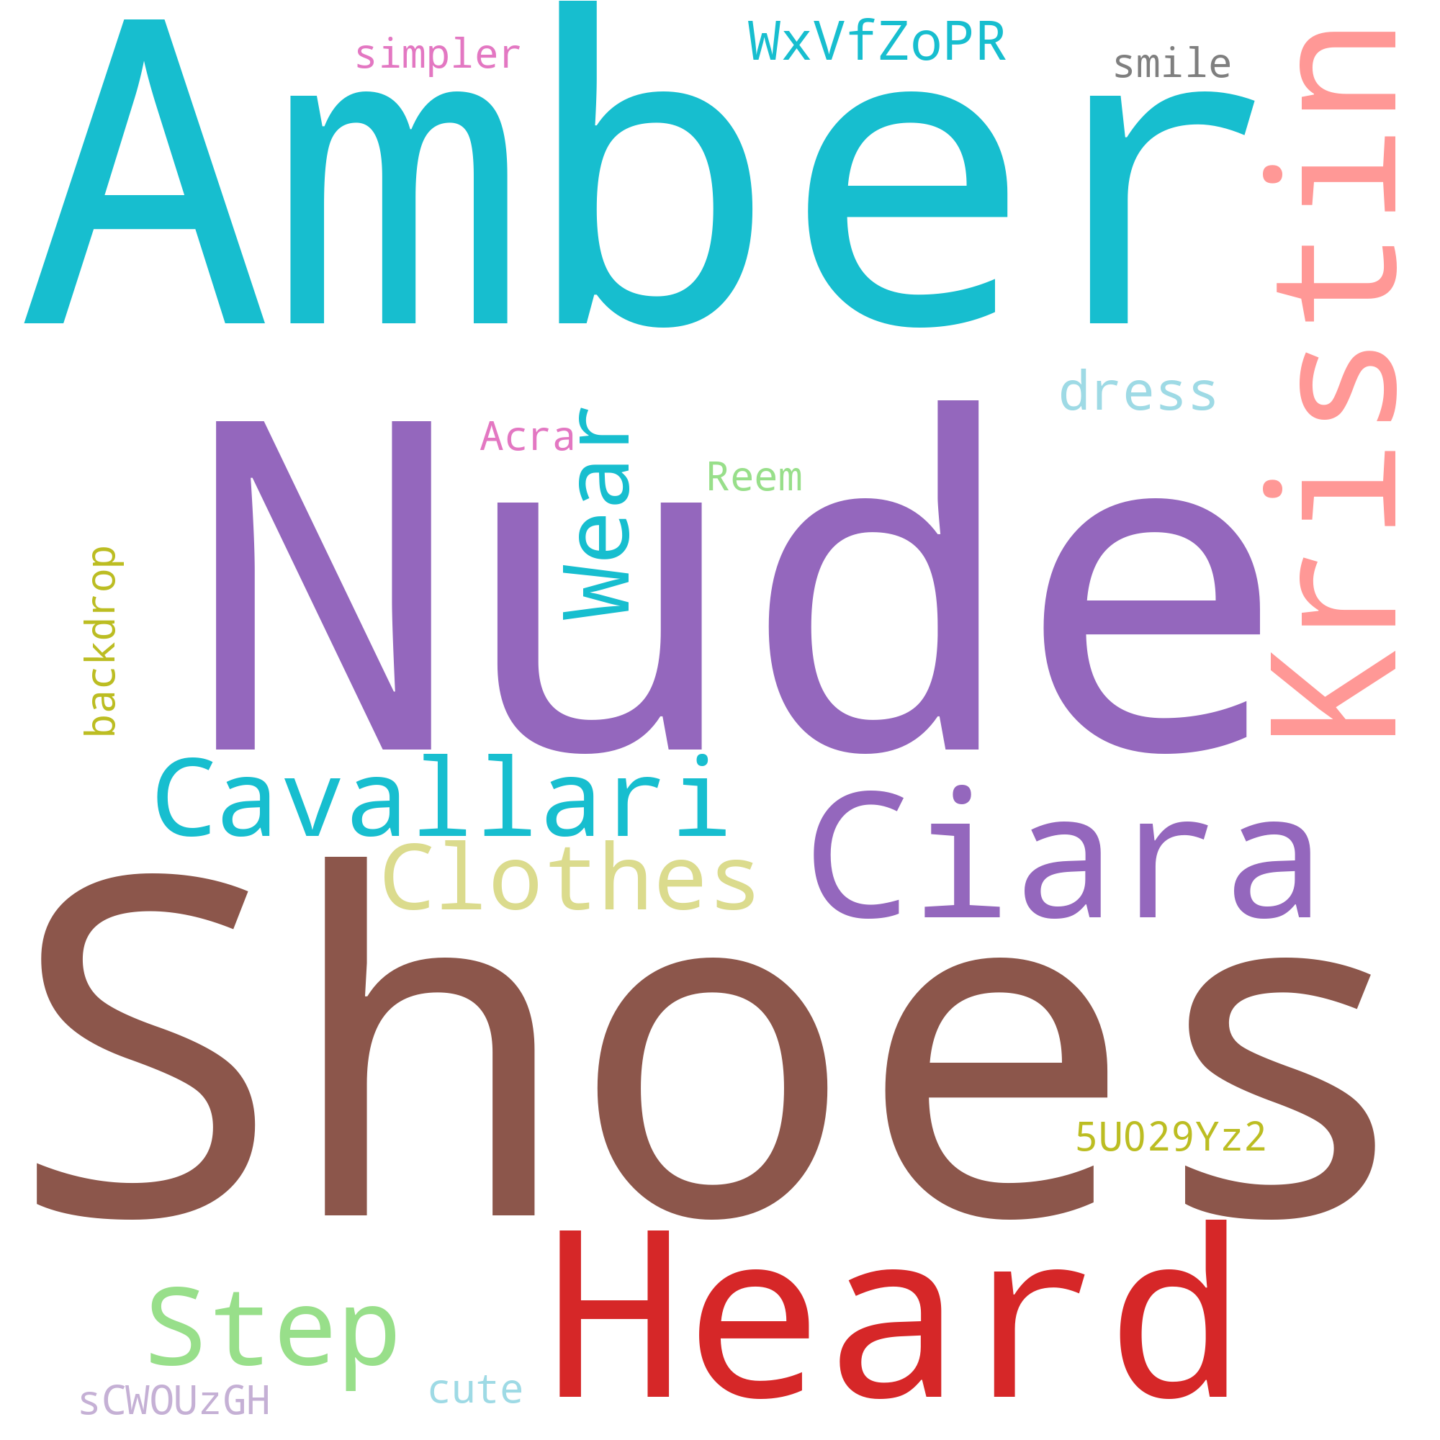 Amber
simpler
WxVfZoPR
smile
Kristin
dress
Nude
Acra
Wear
Reem
backdrop
Cavallari
Ciara
Clothes
Shoes
5U029Yz2
Heard
Step
sCWOUzGH
cute